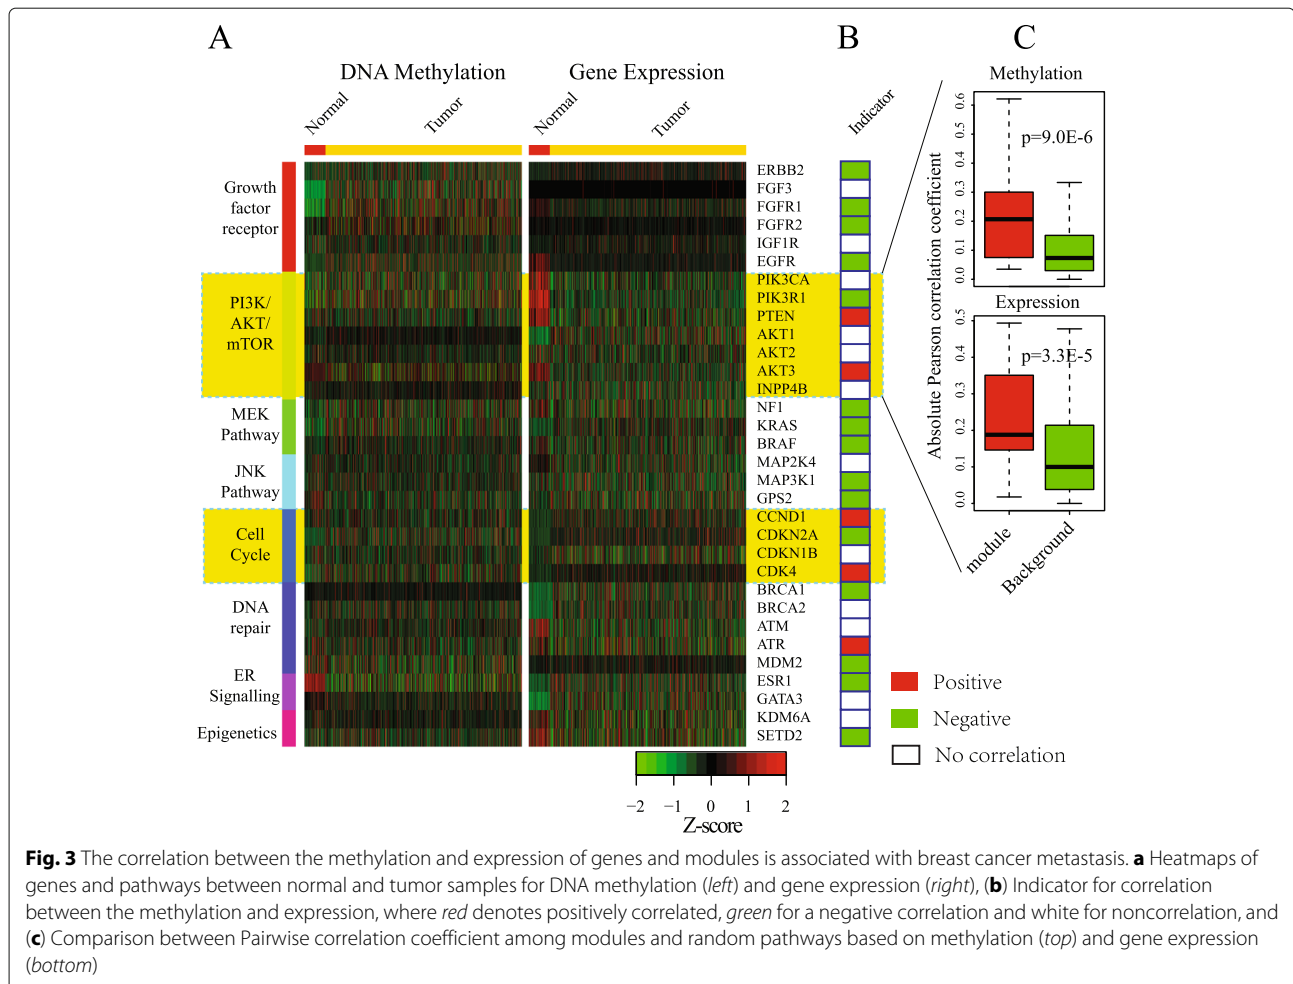 A
B
C
DNA Methylation
Gene Expression
Normal
Tumor
Normal
Tumor
Indicator
Growth
factor
receptor
PI3K/
AKT/
mTOR
MEK
Pathway
JNK
Pathway
Cell
Cycle
DNA
repair
ER
Signalling
Epigenetics
ERBB2
FGF3
FGFR1
FGFR2
IGF1R
EGFR
PIK3CA
PIK3R1
PTEN
AKT1
AKT2
AKT3
INPP4B
NF1
KRAS
BRAF
MAP2K4
MAP3K1
GPS2
CCND1
CDKN2A
CDKN1B
CDK4
BRCA1
BRCA2
ATM
ATR
MDM2
ESR1
GATA3
KDM6A
SETD2
−2 −1 0 1 2
Z-score
Methylation
0.6
0.5
0.4
0.3
0.2
0.1
0.0
p=9.0E-6
Absolute Pearson correlation coefficient
Expression
0.5
0.4
0.3
0.2
0.1
0.0
p=3.3E-5
module
Background
Positive
Negative
No correlation
Fig. 3 The correlation between the methylation and expression of genes and modules is associated with breast cancer metastasis. a Heatmaps of
genes and pathways between normal and tumor samples for DNA methylation (left) and gene expression (right), (b) Indicator for correlation
between the methylation and expression, where red denotes positively correlated, green for a negative correlation and white for noncorrelation, and
(c) Comparison between Pairwise correlation coefficient among modules and random pathways based on methylation (top) and gene expression
(bottom)